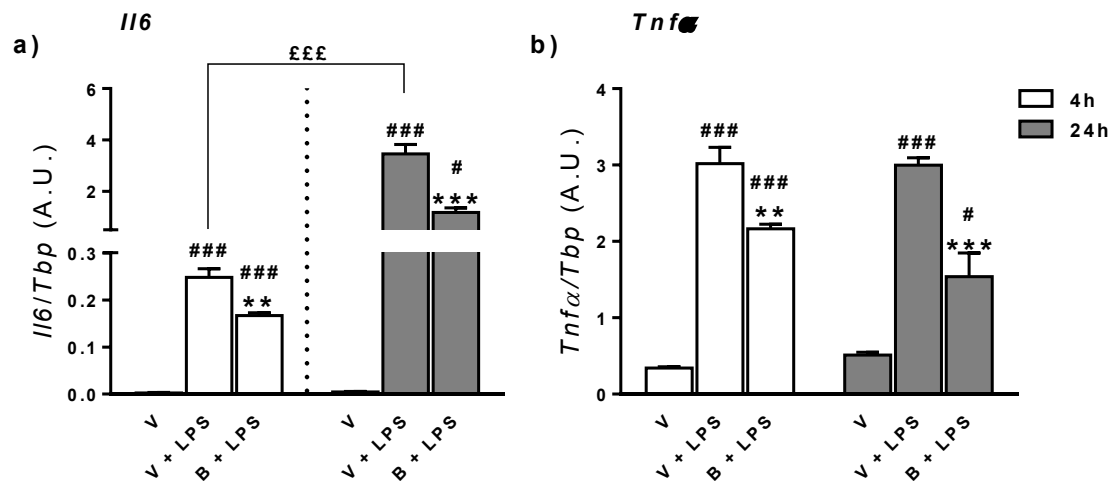 Il6
a)
£££
6
4
2
0.3
0.2
0.1
0.0
Il6/Tbp (A.U.)
###
###
**
###
#
***
V
V + LPS
B + LPS
V
V + LPS
B + LPS
Tnfα
b)
4
3
2
1
0
Tnfα/Tbp (A.U.)
###
###
**
###
#
***
V
V + LPS
B + LPS
V
V + LPS
B + LPS
4h
24h